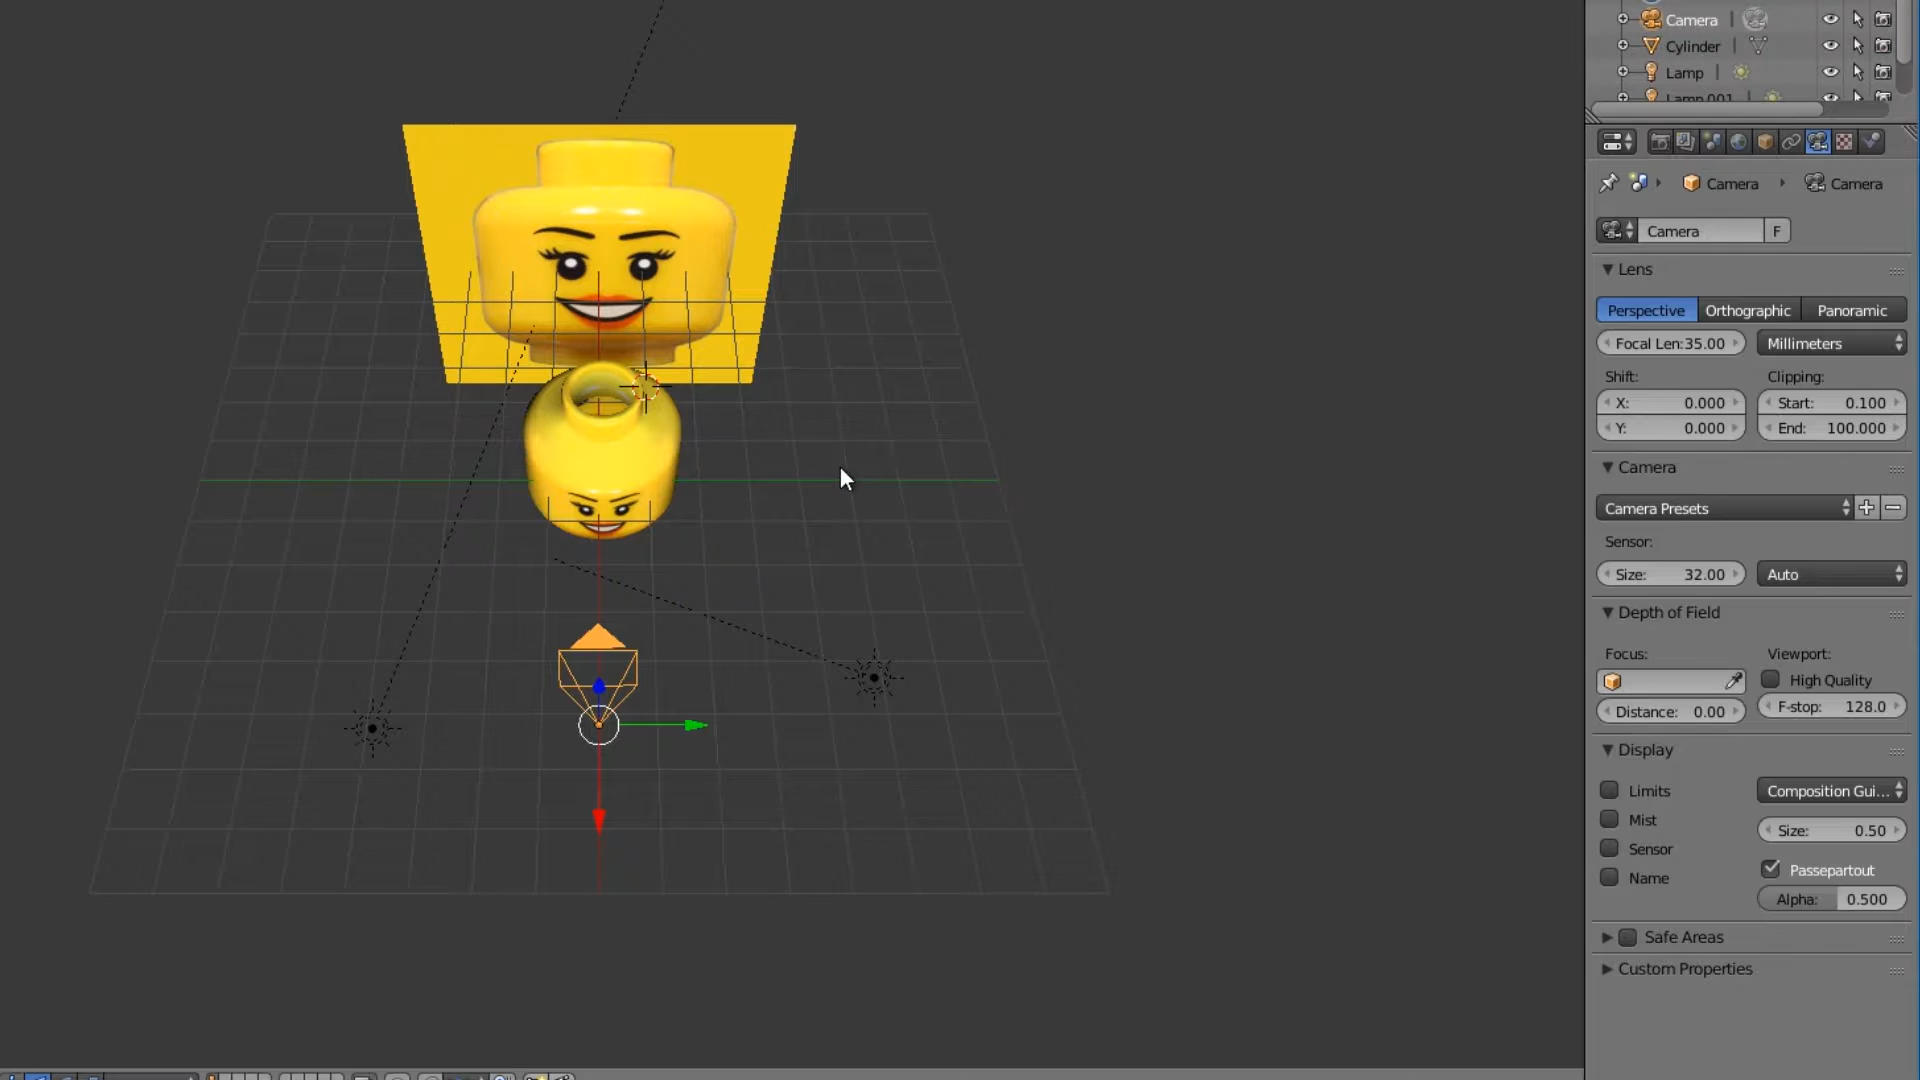 Camera
Cylinder
Lamp
Lamp.001
Camera Camera
Camera F
Lens
Perspective Orthographic Panoramic
Focal Len:35.00 Millimeters
Shift: Clipping:
X: 0.000 Start: 0.100
Y: 0.000 End: 100.000
Camera
Camera Presets
Sensor:
Size: 32.00 Auto
Depth of Field
Focus: Viewport:
High Quality
Distance: 0.00 F-stop: 128.0
Display
Limits Composition Gui...
Mist Size: 0.50
Sensor
Passepartout
Name
Alpha: 0.500
Safe Areas
Custom Properties